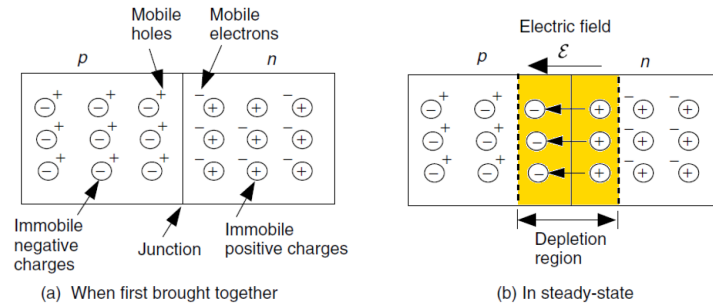 Mobile
holes
Mobile
electrons
p
n
Immobile
negative
charges
Junction
Immobile
positive charges
(a) When first brought together
Electric field
ℰ
p
n
Depletion
region
(b) In steady-state